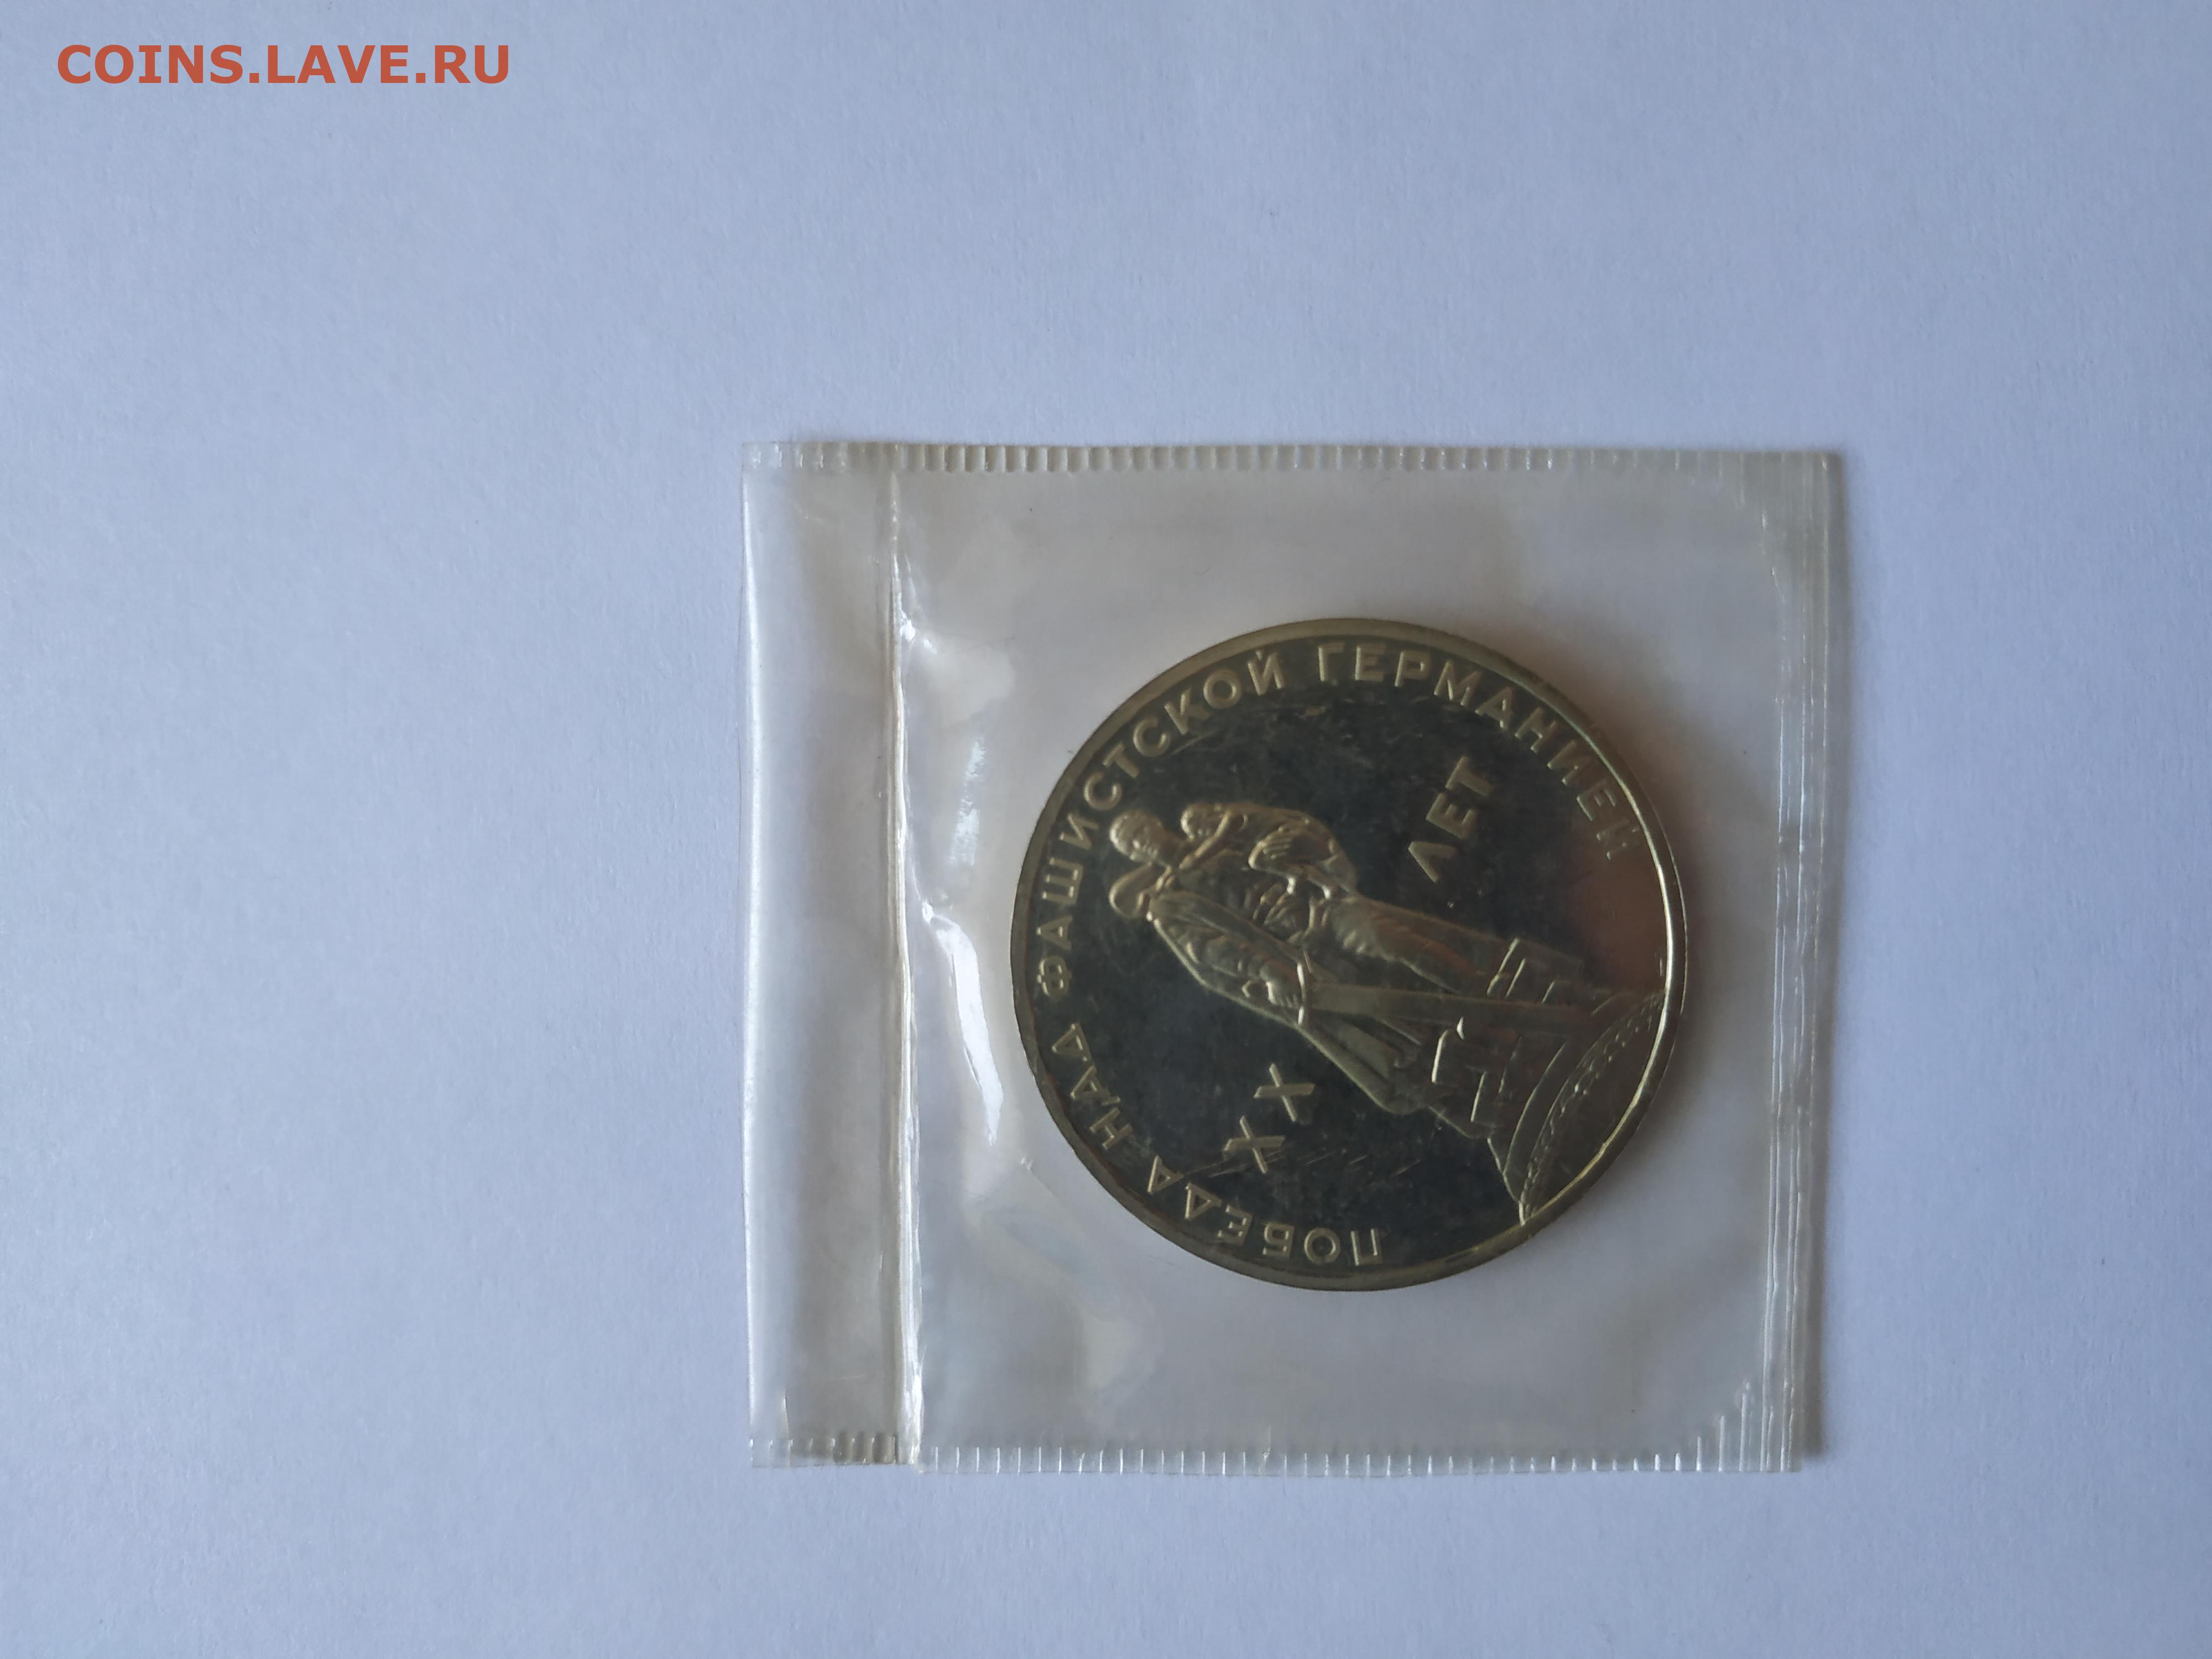 COINS.LAVE.RU
ПОБЕДА НАД ФАШИСТСКОЙ ГЕРМАНИЕЙ
XX ЛЕТ